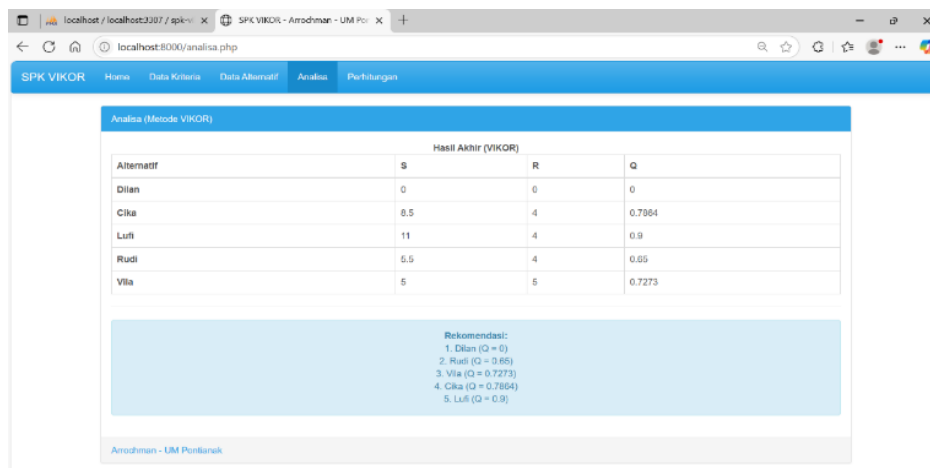 localhost / localhost:3307 / spk-vi
SPK VIKOR - Arrochman - UM Pon
localhost:8000/analisa.php
SPK VIKOR Home Data Kriteria Data Alternatif Analisa Perhitungan
Analisa (Metode VIKOR)
Hasil Akhir (VIKOR)
Alternatif S R Q
Dilan 0 0 0
Cika 8.5 4 0.7864
Lufi 11 4 0.9
Rudi 5.5 4 0.65
Vila 5 5 0.7273
Rekomendasi:
1. Dilan (Q = 0)
2. Rudi (Q = 0.65)
3. Vila (Q = 0.7273)
4. Cika (Q = 0.7864)
5. Lufi (Q = 0.9)
Arrochman - UM Pontianak